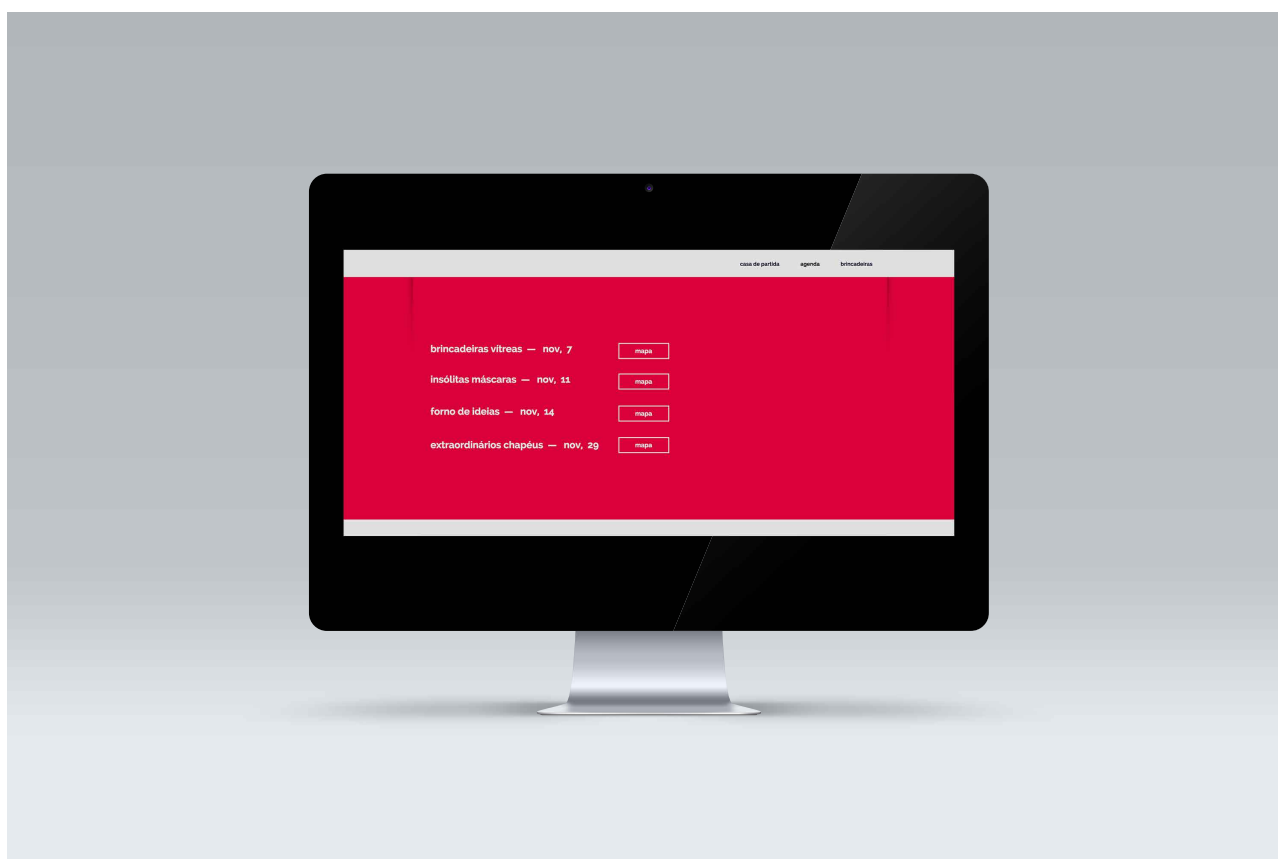 casa de partida agenda brincadeiras
brincadeiras vítreas — nov, 7 mapa
insólitas máscaras — nov, 11 mapa
forno de ideias — nov, 14 mapa
extraordinários chapéus — nov, 29 mapa